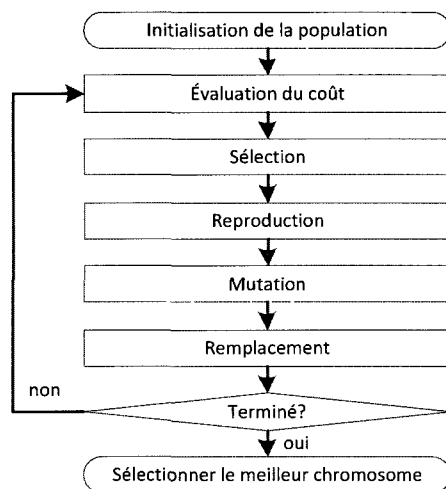 Initialisation de la population
Évaluation du coût
Sélection
Reproduction
Mutation
Remplacement
non
Terminé?
oui
Sélectionner le meilleur chromosome